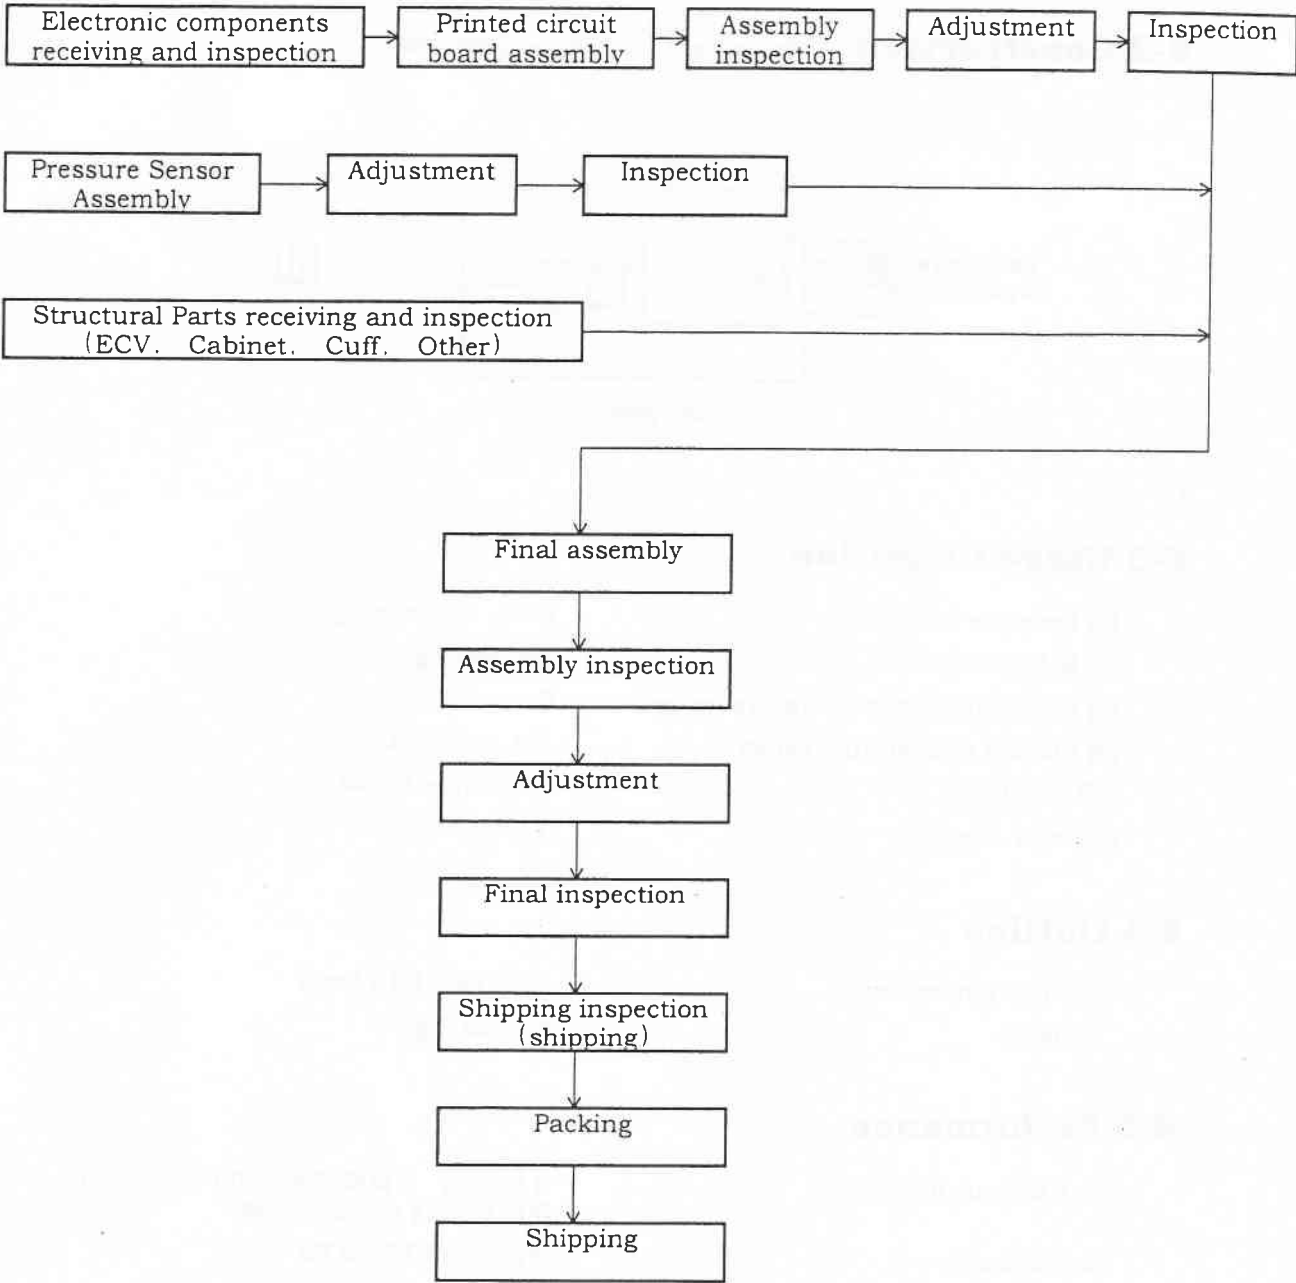 Electronic components
receiving and inspection
Printed circuit
board assembly
Assembly
inspection
Adjustment
Inspection
Pressure Sensor
Assembly
Adjustment
Inspection
Structural Parts receiving and inspection
(ECV. Cabinet. Cuff. Other)
Final assembly
Assembly inspection
Adjustment
Final inspection
Shipping inspection
(shipping)
Packing
Shipping